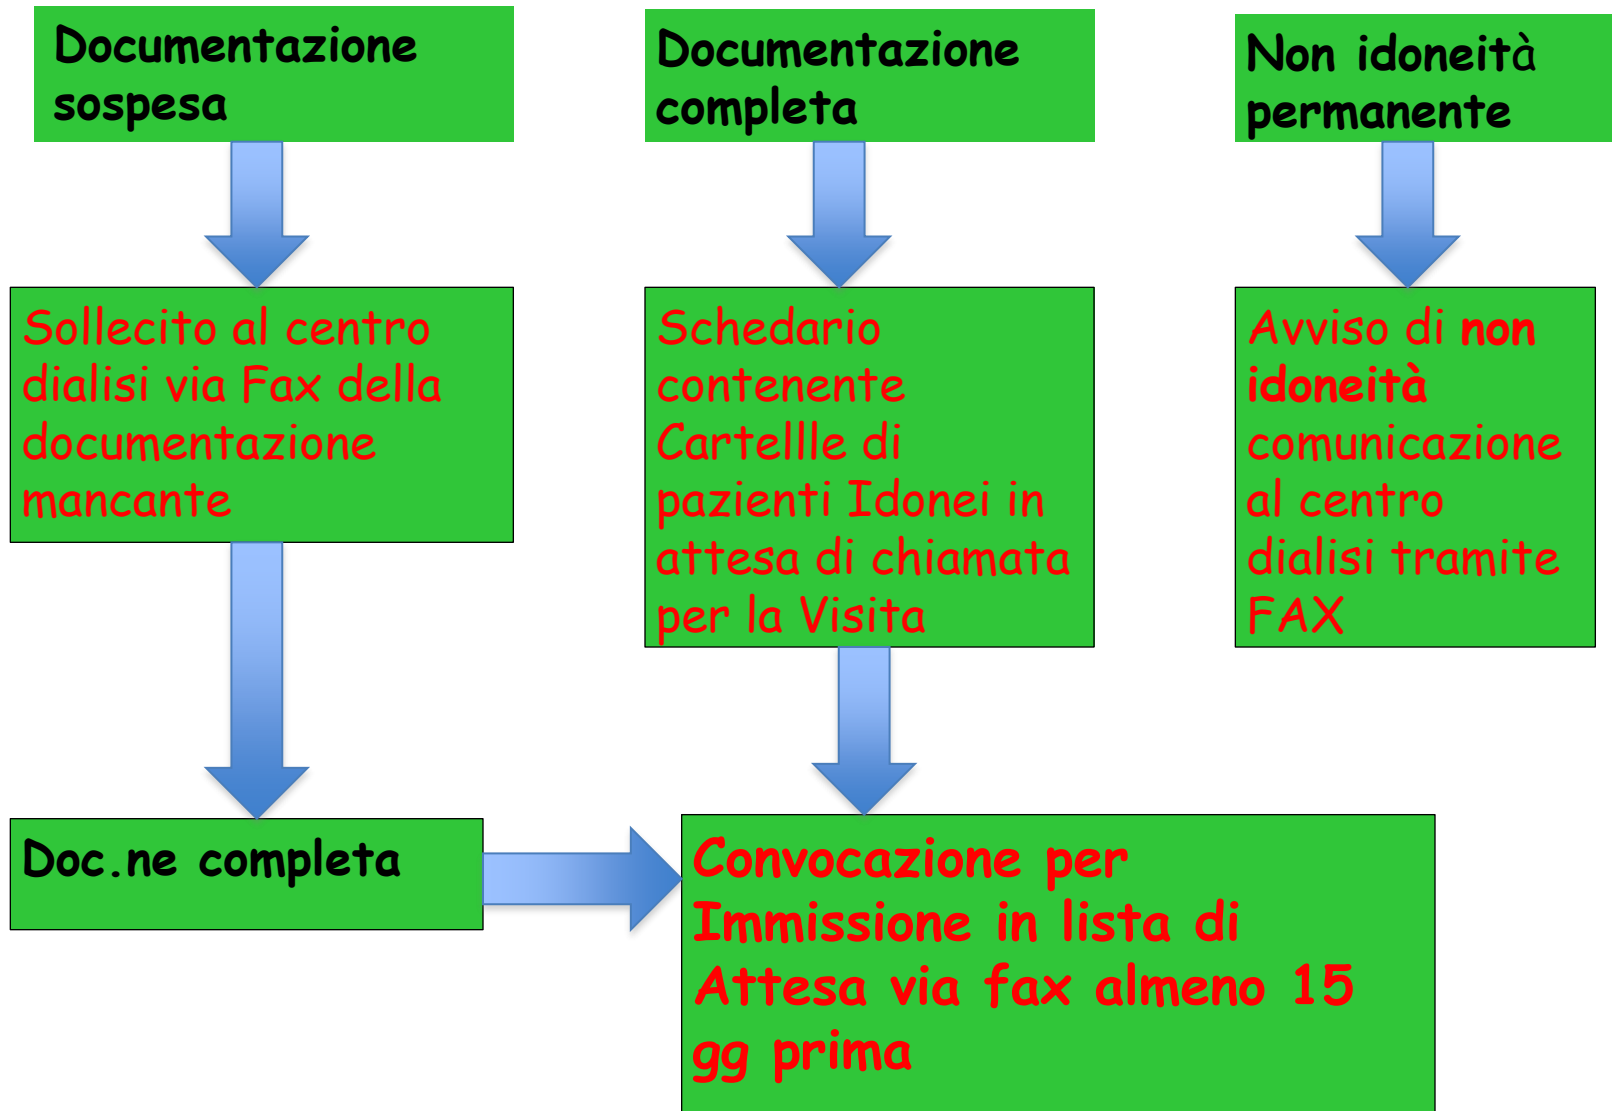 Documentazione
sospesa
Documentazione
completa
Non idoneità
permanente
Sollecito al centro
dialisi via Fax della
documentazione
mancante
Schedario
contenente
Cartellle di
pazienti Idonei in
attesa di chiamata
per la Visita
Avviso di non
idoneità
comunicazione
al centro
dialisi tramite
FAX
Doc.ne completa
Convocazione per
Immissione in lista di
Attesa via fax almeno 15
gg prima